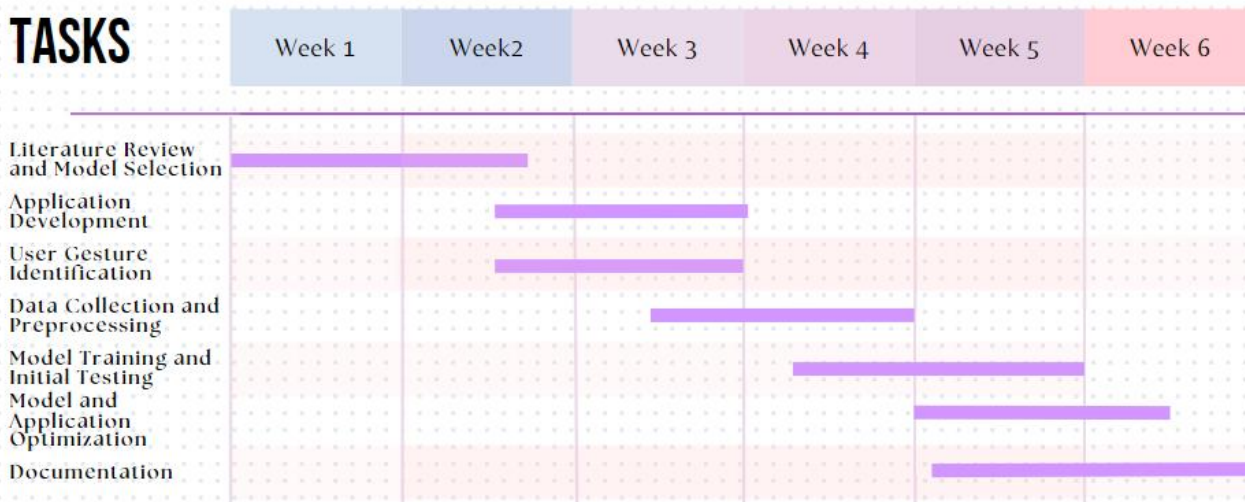 TASKS
Week 1
Week2
Week 3
Week 4
Week 5
Week 6
Literature Review
and Model Selection
Application
Development
User Gesture
Identification
Data Collection and
Preprocessing
Model Training and
Initial Testing
Model and
Application
Optimization
Documentation